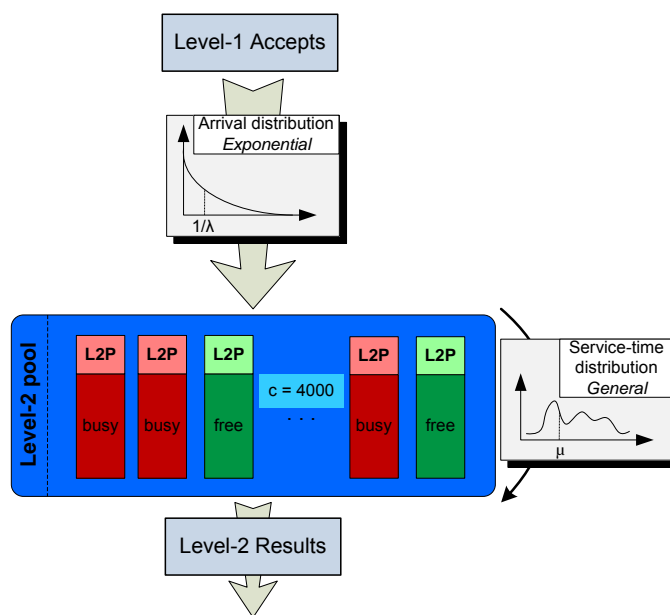 Level-1 Accepts
Arrival distribution
Exponential
1/λ
Level-2 pool
L2P
busy
L2P
busy
L2P
free
c = 4000
. . .
L2P
busy
L2P
free
Service-time
distribution
General
μ
Level-2 Results